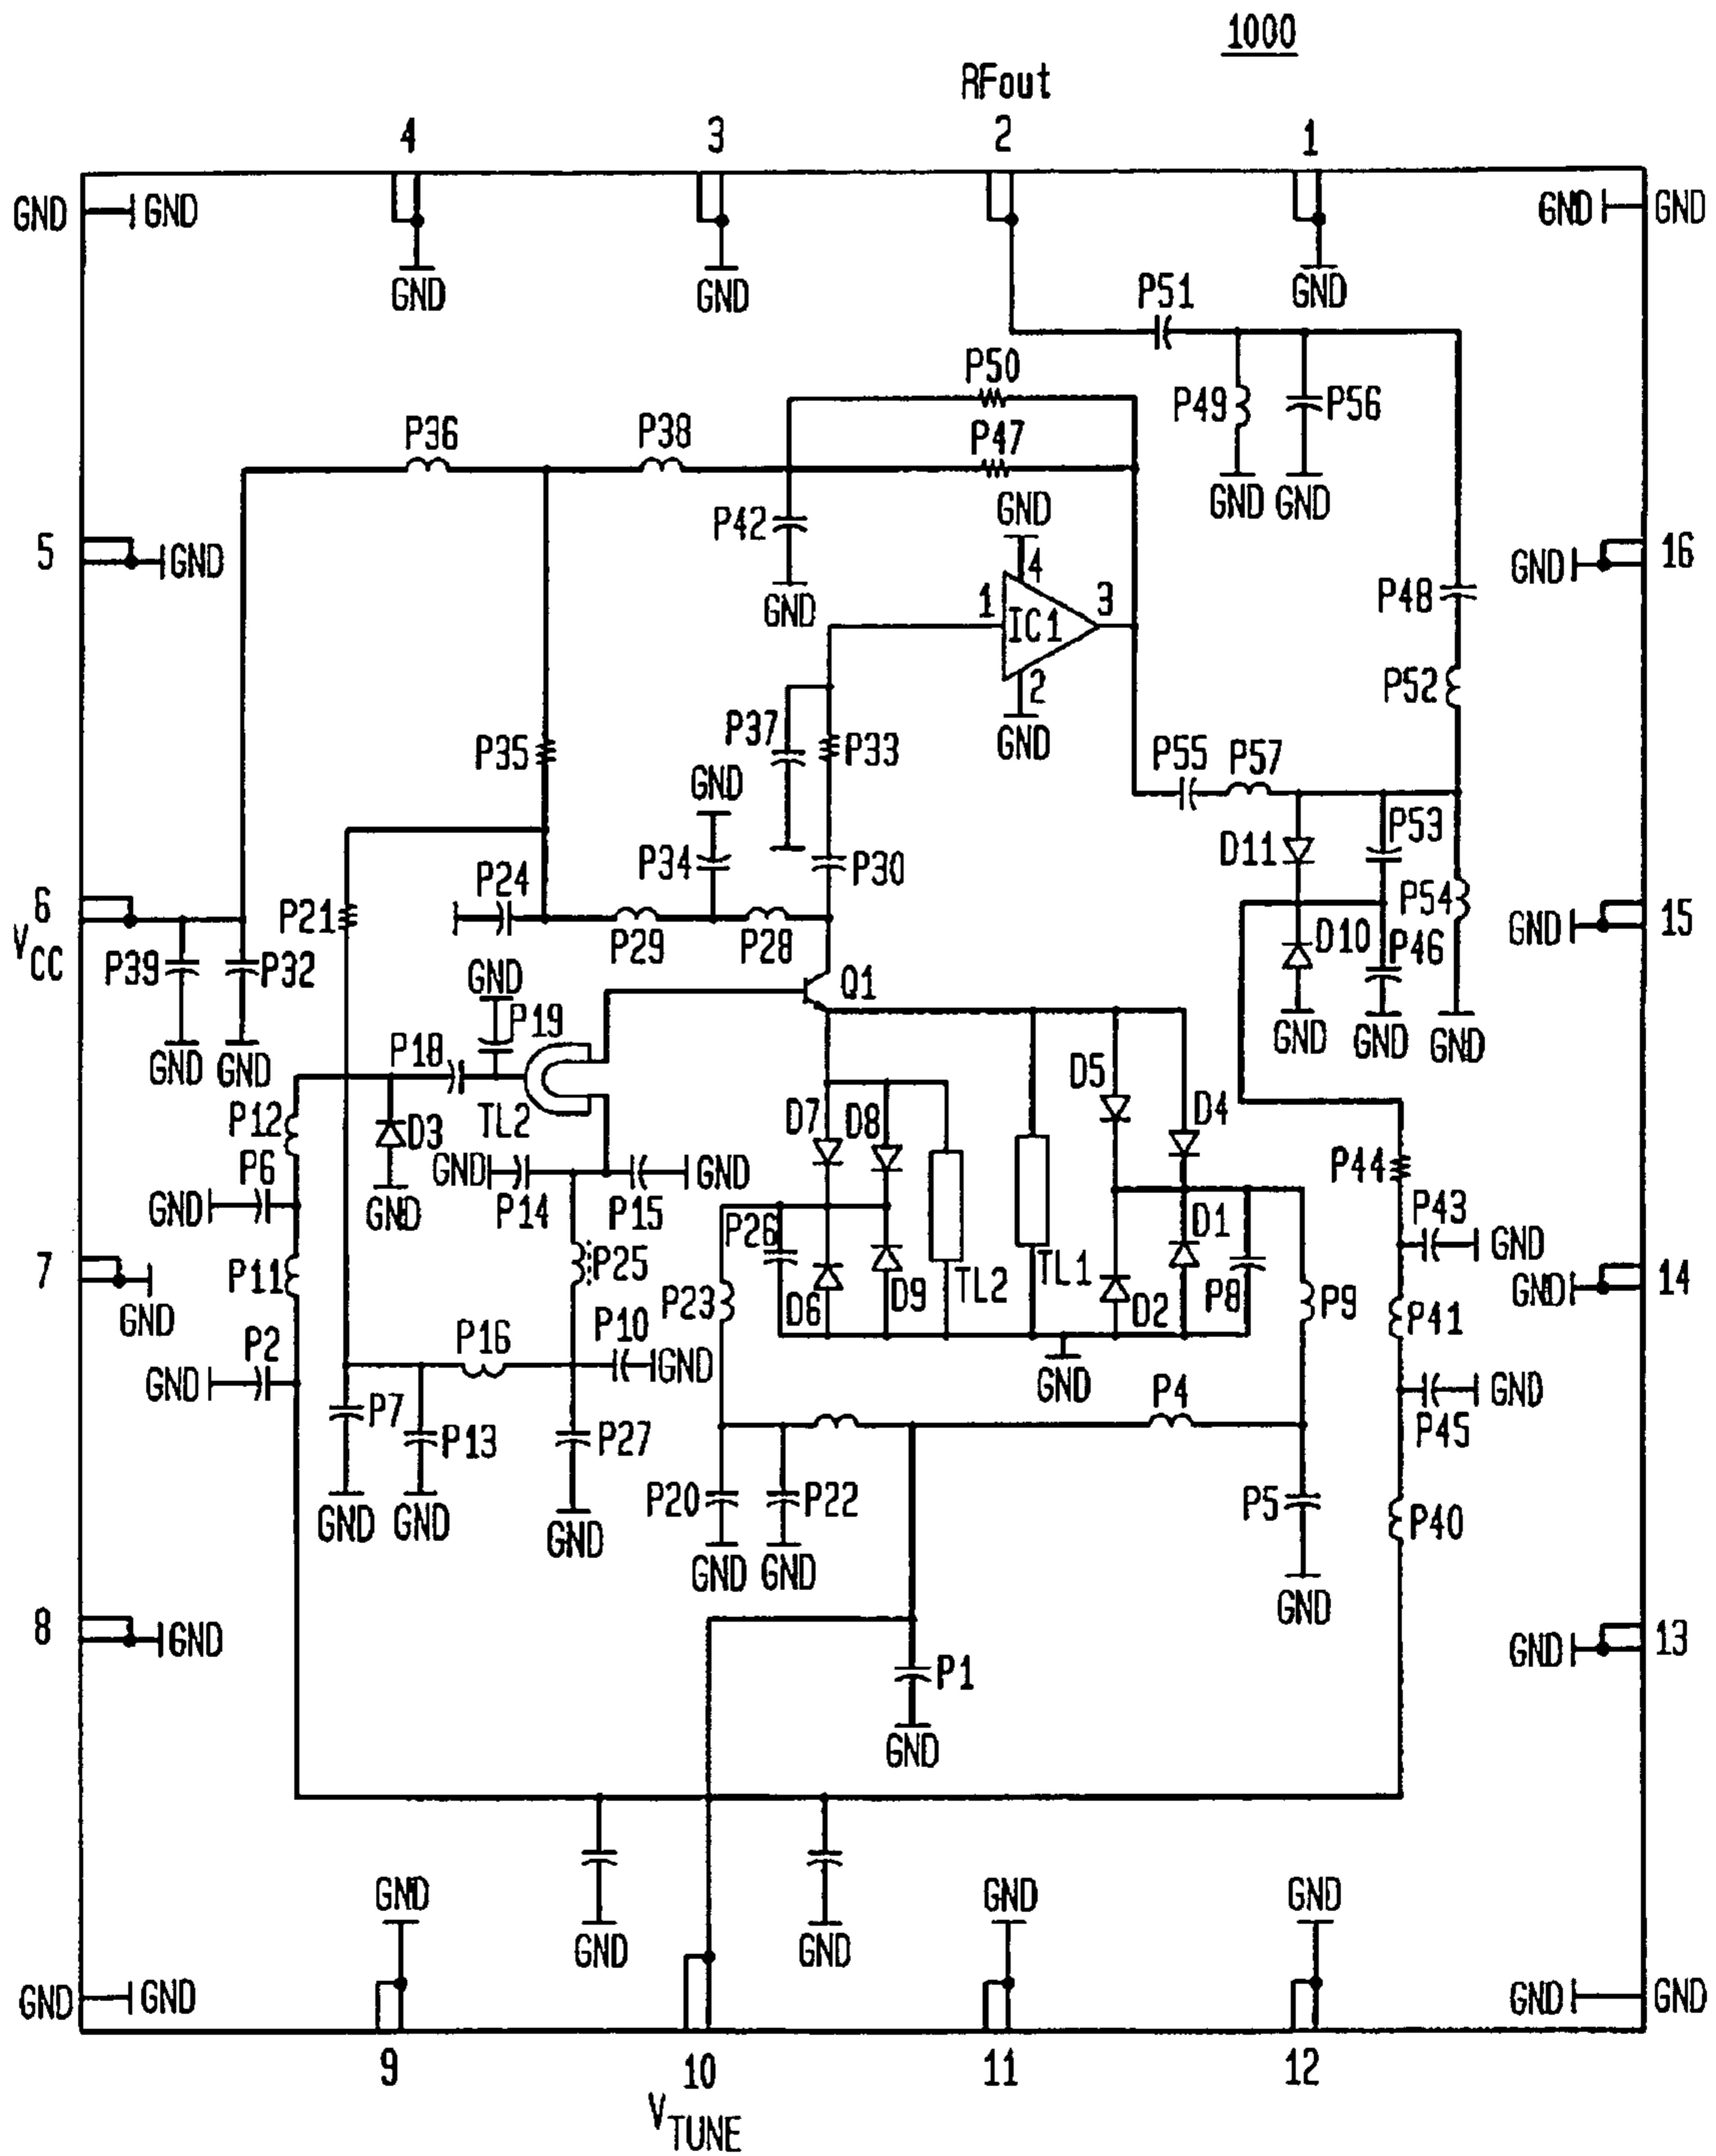 1000
RFout
4 3 2 1
GND GND GND GND
GND GND GND
P51
P50
P49 P56
P36 P38 P47
GND GND GND
P42
5 GND GND 16
4
GND 1 IC1 3 P48
2 P52
P37 P33 GND
P35 GND P55 P57
P53
P34 P30 D11
P24
6 P21 P54 15
VCC P29 P28 GND
P39 P32 D10 P46
GND Q1
P19
GND GND P18 GND GND GND
D5
P12 D3 TL2 D7 D8 D4
P6 GND GND P44
GND GND P14 P15 P26 D1 P43
GND
7 P11 P25 P23 TL1 14
GND D6 D9 TL2 D2 P8 P9 P41 GND
P2 P16 P10
GND GND GND P4 GND
P7 P13 P27 P45
P20 P22 P5 P40
GND GND GND
GND GND GND
8 GND GND 13
P1
GND
GND GND GND
GND GND
GND GND GND GND
9 10 11 12
VTUNE